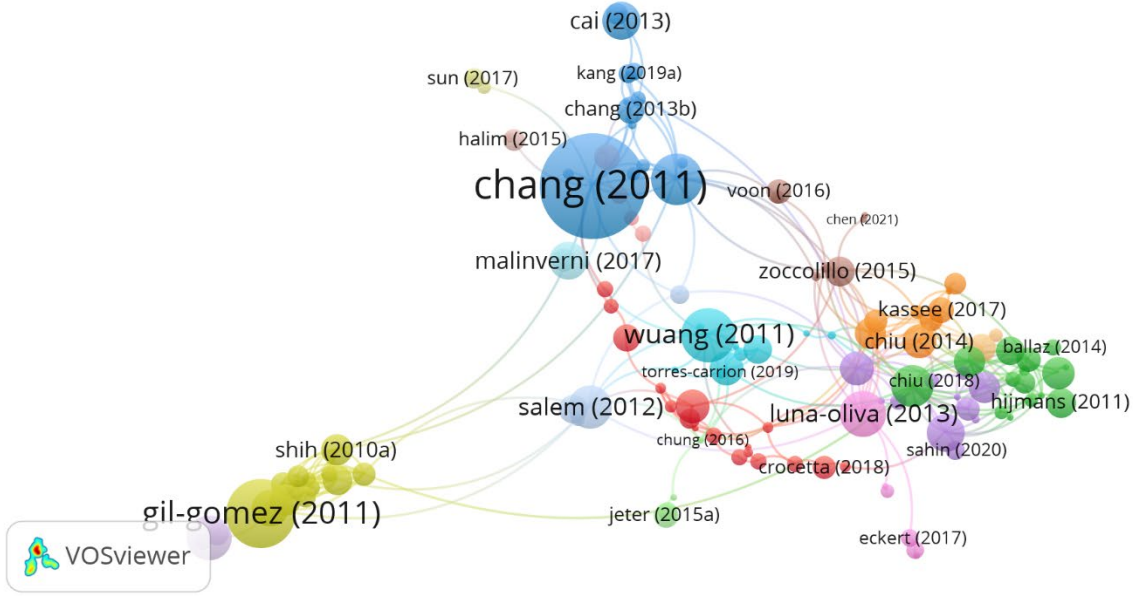 cai (2013)
sun (2017)
kang (2019a)
chang (2013b)
halim (2015)
chang (2011)
voon (2016)
chen (2021)
malinverni (2017)
zoccolillo (2015)
kassee (2017)
wuang (2011)
chiu (2014)
ballaz (2014)
torres-carrion (2019)
chiu (2018)
hijmans (2011)
salem (2012)
luna-oliva (2013)
chung (2016)
sahin (2020)
shih (2010a)
crocetta (2018)
gil-gomez (2011)
jeter (2015a)
eckert (2017)
VOSviewer